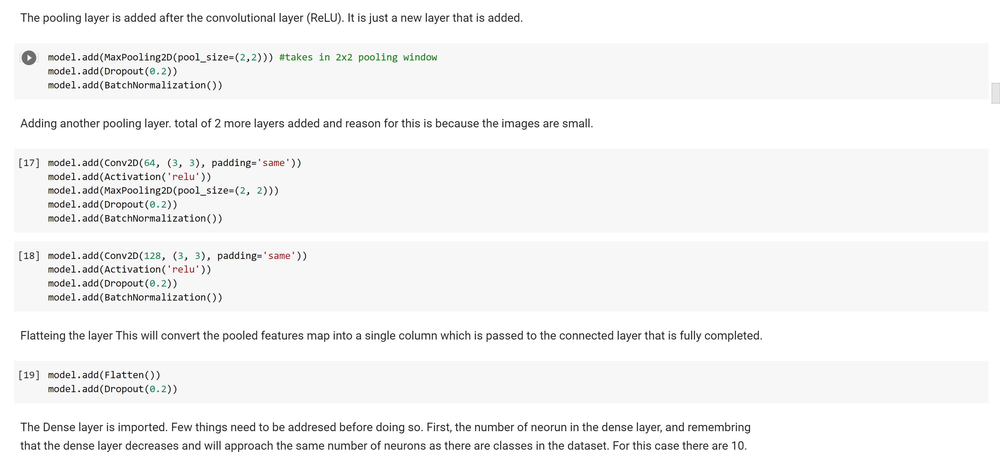 The pooling layer is added after the convolutional layer (ReLU). It is just a new layer that is added.
model.add(MaxPooling2D(pool_size=(2,2))) #takes in 2x2 pooling window
model.add(Dropout(0.2))
model.add(BatchNormalization())
Adding another pooling layer. total of 2 more layers added and reason for this is because the images are small.
[17] model.add(Conv2D(64, (3, 3), padding='same'))
model.add(Activation('relu'))
model.add(MaxPooling2D(pool_size=(2, 2)))
model.add(Dropout(0.2))
model.add(BatchNormalization())
[18] model.add(Conv2D(128, (3, 3), padding='same'))
model.add(Activation('relu'))
model.add(Dropout(0.2))
model.add(BatchNormalization())
Flatteing the layer This will convert the pooled features map into a single column which is passed to the connected layer that is fully completed.
[19] model.add(Flatten())
model.add(Dropout(0.2))
The Dense layer is imported. Few things need to be addresed before doing so. First, the number of neorun in the dense layer, and remembring
that the dense layer decreases and will approach the same number of neurons as there are classes in the dataset. For this case there are 10.